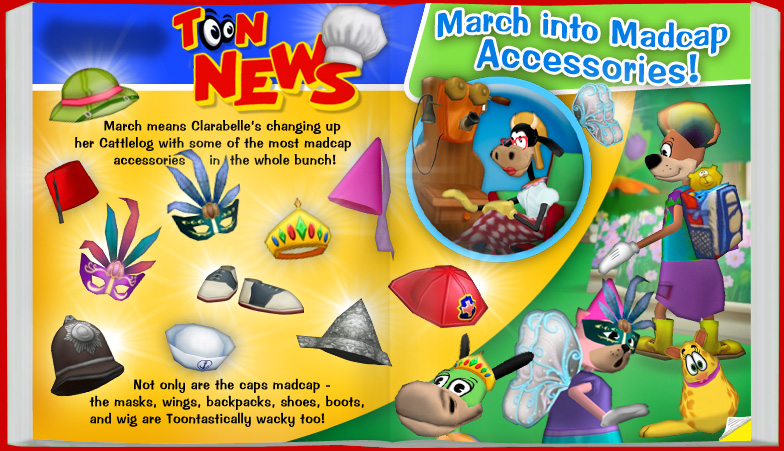 TOON
NEWS
March into Madcap
Accessories!
March means Clarabelle's changing up
her Cattlelog with some of the most madcap
accessories in the whole bunch!
Not only are the caps madcap -
the masks, wings, backpacks, shoes, boots,
and wig are Toontastically wacky too!